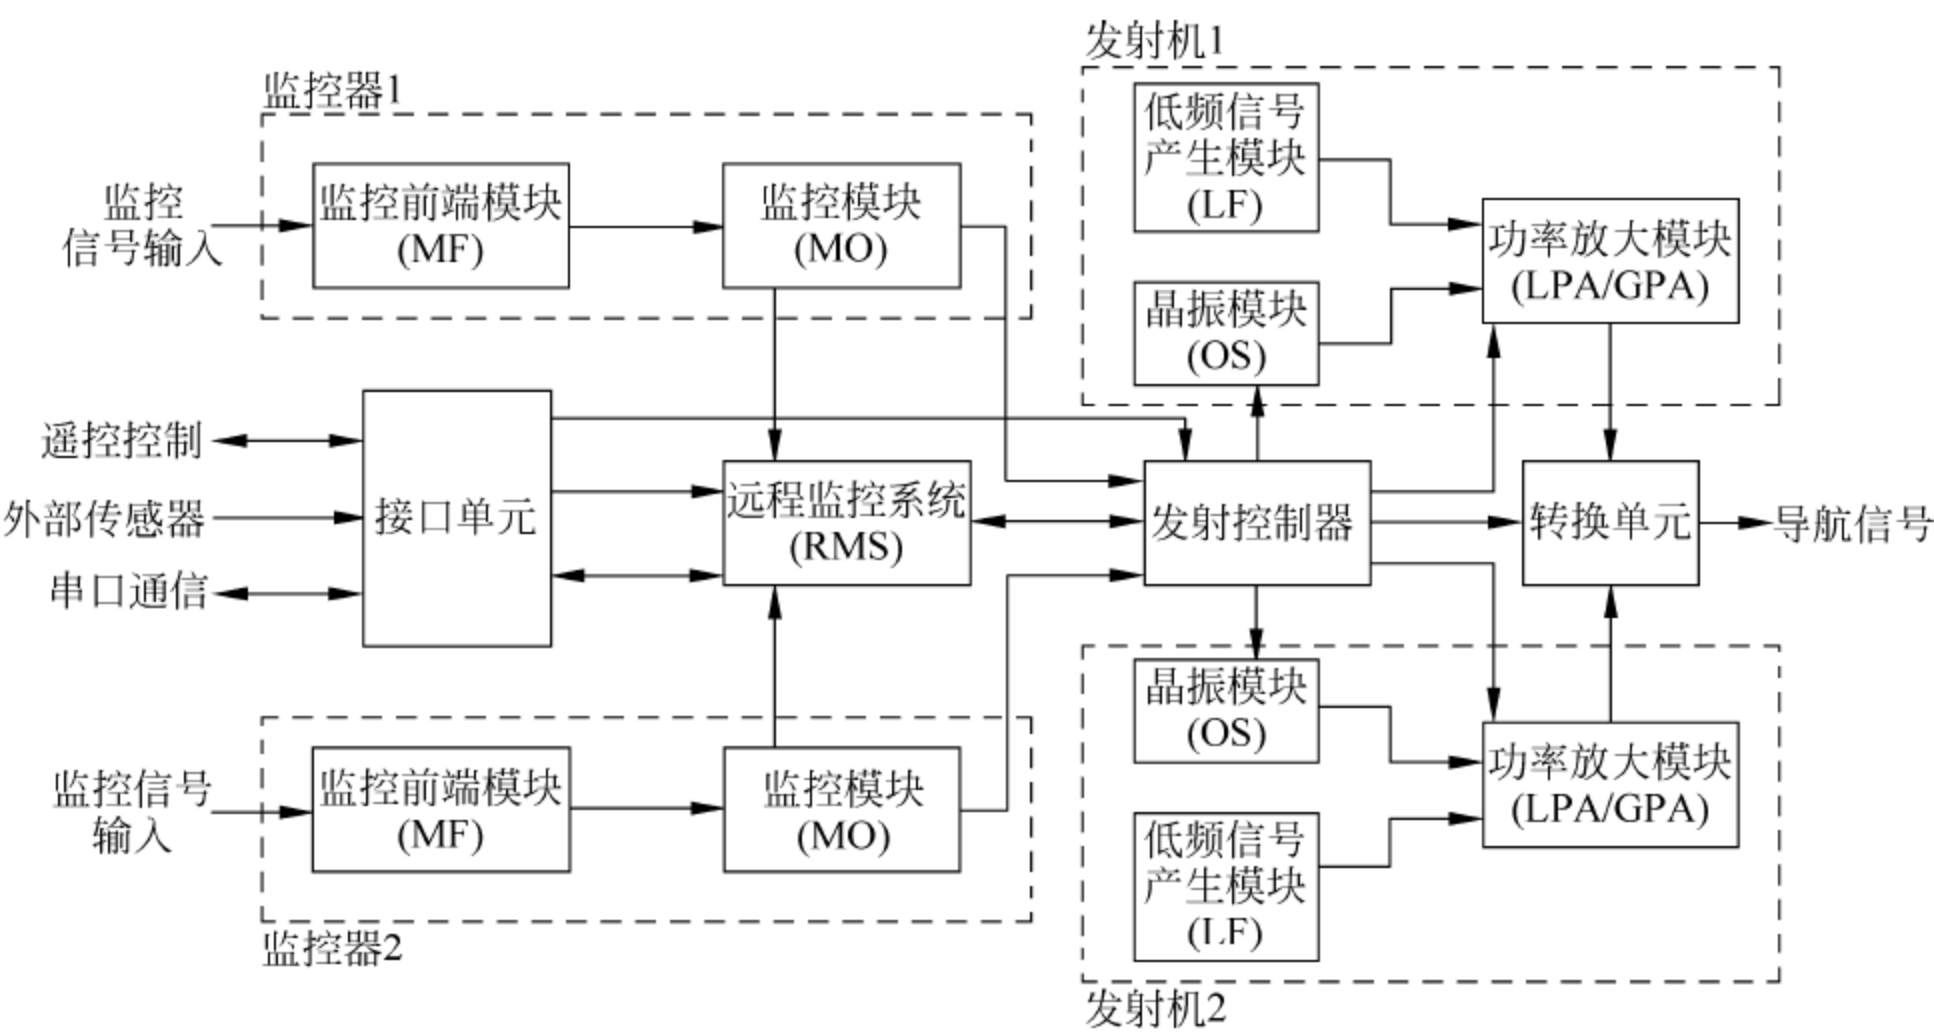 发射机1
监控器1
低频信号
产生模块
(LF)
监控
信号输入
监控前端模块
(MF)
监控模块
(MO)
功率放大模块
(LPA/GPA)
晶振模块
(OS)
遥控控制
外部传感器
串口通信
接口单元
远程监控系统
(RMS)
发射控制器
转换单元
导航信号
晶振模块
(OS)
监控信号
输入
监控前端模块
(MF)
监控模块
(MO)
功率放大模块
(LPA/GPA)
低频信号
产生模块
(LF)
监控器2
发射机2